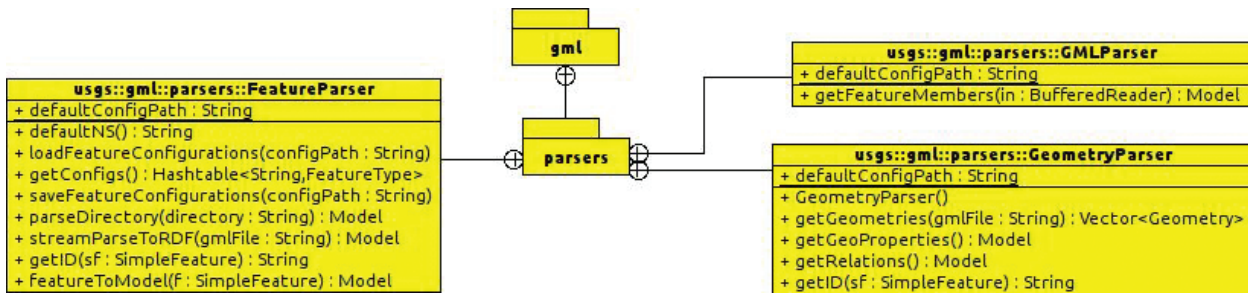 gml
parsers
usgs::gml::parsers::FeatureParser
+ defaultConfigPath : String
+ defaultNS() : String
+ loadFeatureConfigurations(configPath : String)
+ getConfigs() : Hashtable<String,FeatureType>
+ saveFeatureConfigurations(configPath : String)
+ parseDirectory(directory : String) : Model
+ streamParseToRDF(gmlFile : String) : Model
+ getID(sf : SimpleFeature) : String
+ featureToModel(f : SimpleFeature) : Model
usgs::gml::parsers::GMLParser
+ defaultConfigPath : String
+ getFeatureMembers(in : BufferedReader) : Model
usgs::gml::parsers::GeometryParser
+ defaultConfigPath : String
+ GeometryParser()
+ getGeometries(gmlFile : String) : Vector<Geometry>
+ getGeoProperties() : Model
+ getRelations() : Model
+ getID(sf : SimpleFeature) : String